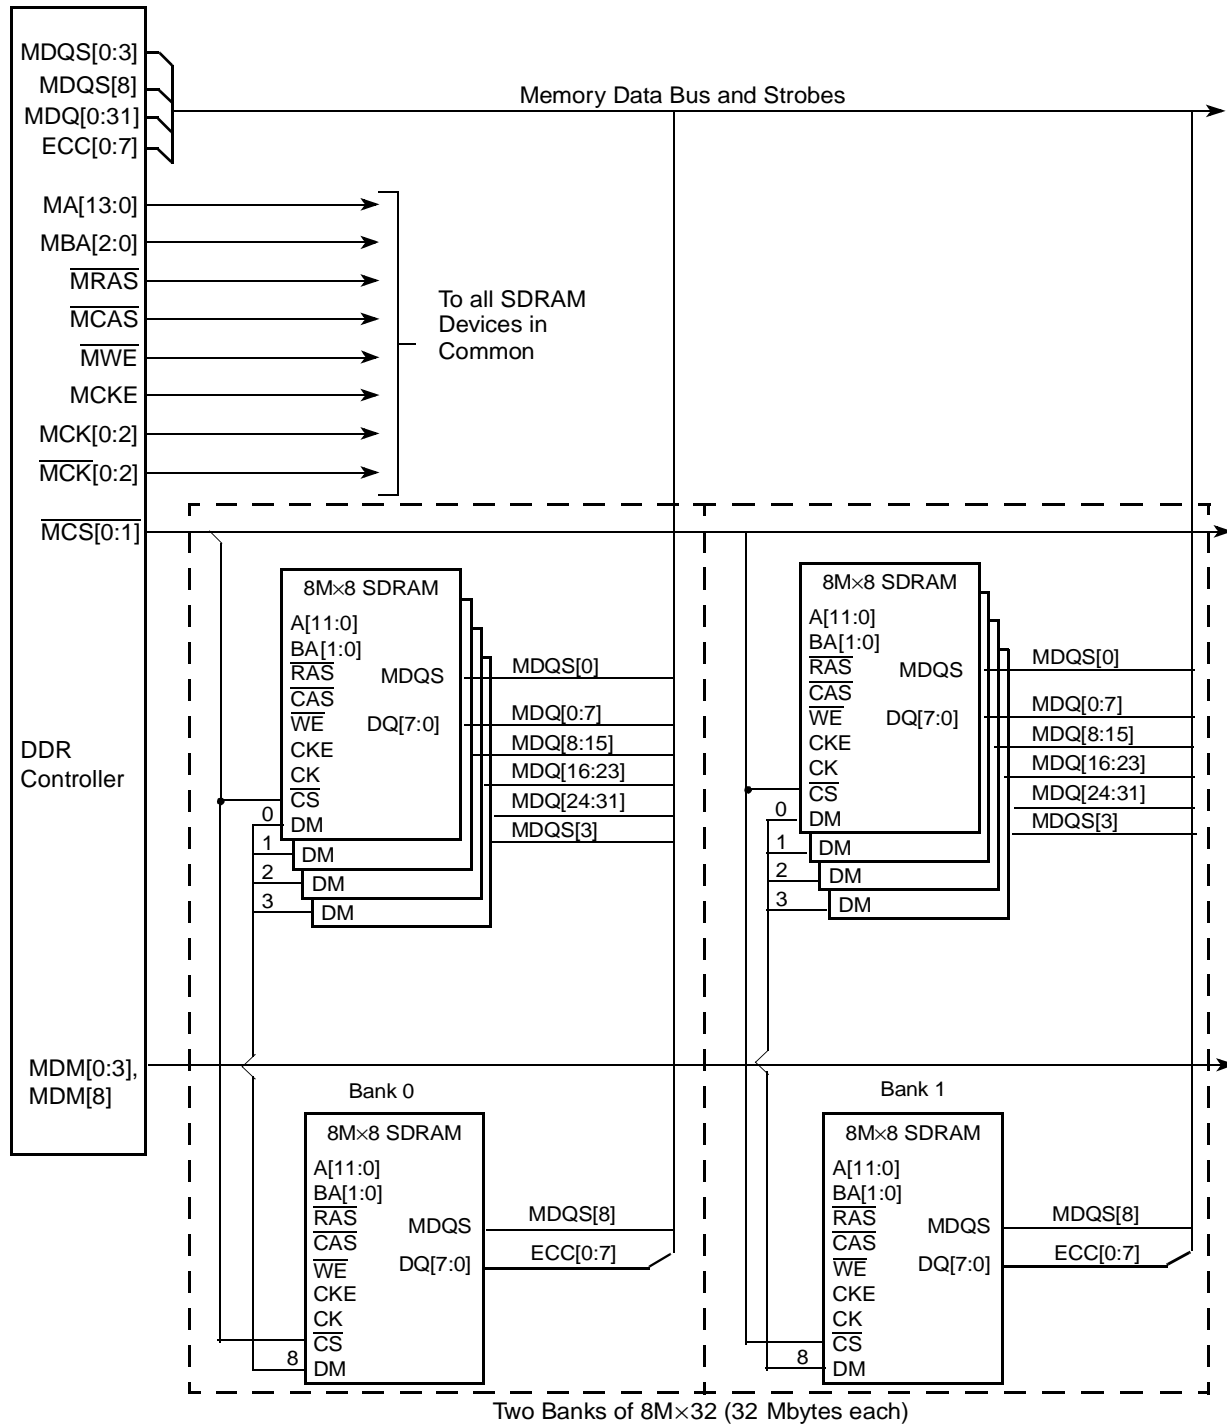 MDQS[0:3]
MDQS[8]
MDQ[0:31]
ECC[0:7]
Memory Data Bus and Strobes
MA[13:0]
MBA[2:0]
MRAS
MCAS
MWE
MCKE
MCK[0:2]
MCK[0:2]
To all SDRAM
Devices in
Common
MCS[0:1]
DDR
Controller
MDM[0:3],
MDM[8]
8M×8 SDRAM
A[11:0]
BA[1:0]
RAS
CAS
WE
CKE
CK
CS
DM
MDQS
DQ[7:0]
0
1
2
3
DM
DM
DM
MDQS[0]
MDQ[0:7]
MDQ[8:15]
MDQ[16:23]
MDQ[24:31]
MDQS[3]
8M×8 SDRAM
A[11:0]
BA[1:0]
RAS
CAS
WE
CKE
CK
CS
DM
MDQS
DQ[7:0]
0
1
2
3
DM
DM
DM
MDQS[0]
MDQ[0:7]
MDQ[8:15]
MDQ[16:23]
MDQ[24:31]
MDQS[3]
Bank 0
8M×8 SDRAM
A[11:0]
BA[1:0]
RAS
CAS
WE
CKE
CK
CS
DM
MDQS
DQ[7:0]
8
MDQS[8]
ECC[0:7]
Bank 1
8M×8 SDRAM
A[11:0]
BA[1:0]
RAS
CAS
WE
CKE
CK
CS
DM
MDQS
DQ[7:0]
8
MDQS[8]
ECC[0:7]
Two Banks of 8M×32 (32 Mbytes each)